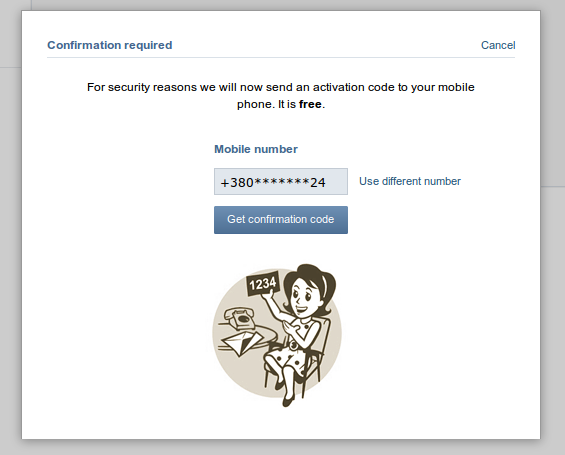 Confirmation required
Cancel
For security reasons we will now send an activation code to your mobile
phone. It is free.
Mobile number
+380*******24
Use different number
Get confirmation code
1234